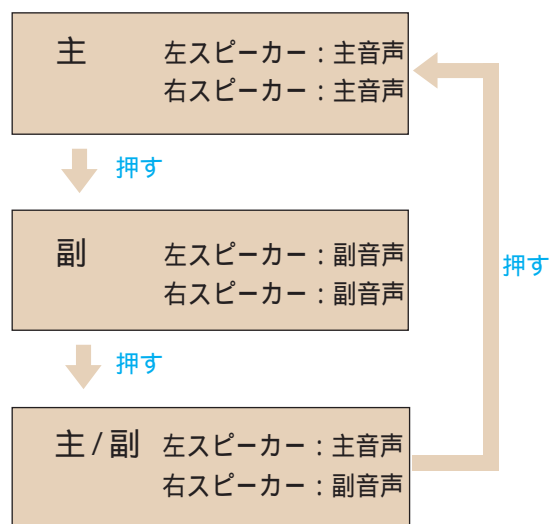 主 左スピーカー：主音声
右スピーカー：主音声
押す
副 左スピーカー：副音声
右スピーカー：副音声
押す
押す
主/副 左スピーカー：主音声
右スピーカー：副音声